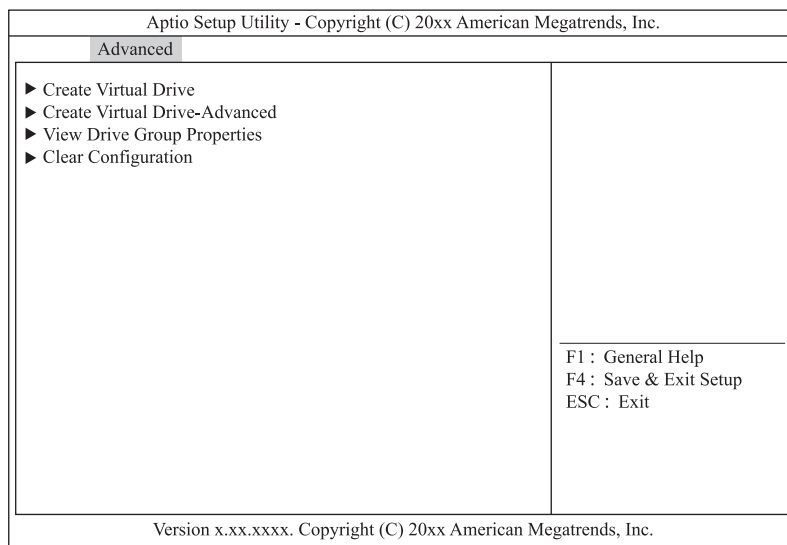 Aptio Setup Utility - Copyright (C) 20xx American Megatrends, Inc.
Advanced
▶ Create Virtual Drive
▶ Create Virtual Drive-Advanced
▶ View Drive Group Properties
▶ Clear Configuration
F1 : General Help
F4 : Save & Exit Setup
ESC : Exit
Version x.xx.xxxx. Copyright (C) 20xx American Megatrends, Inc.